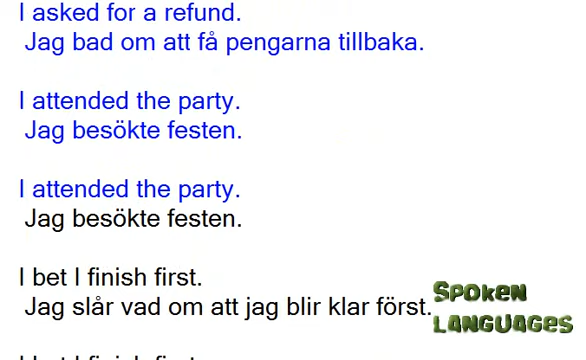 I asked for a refund.
Jag bad om att få pengarna tillbaka.
I attended the party.
Jag besökte festen.
I attended the party.
Jag besökte festen.
I bet I finish first.
Jag slår vad om att jag blir klar först.
Spoken
Languages